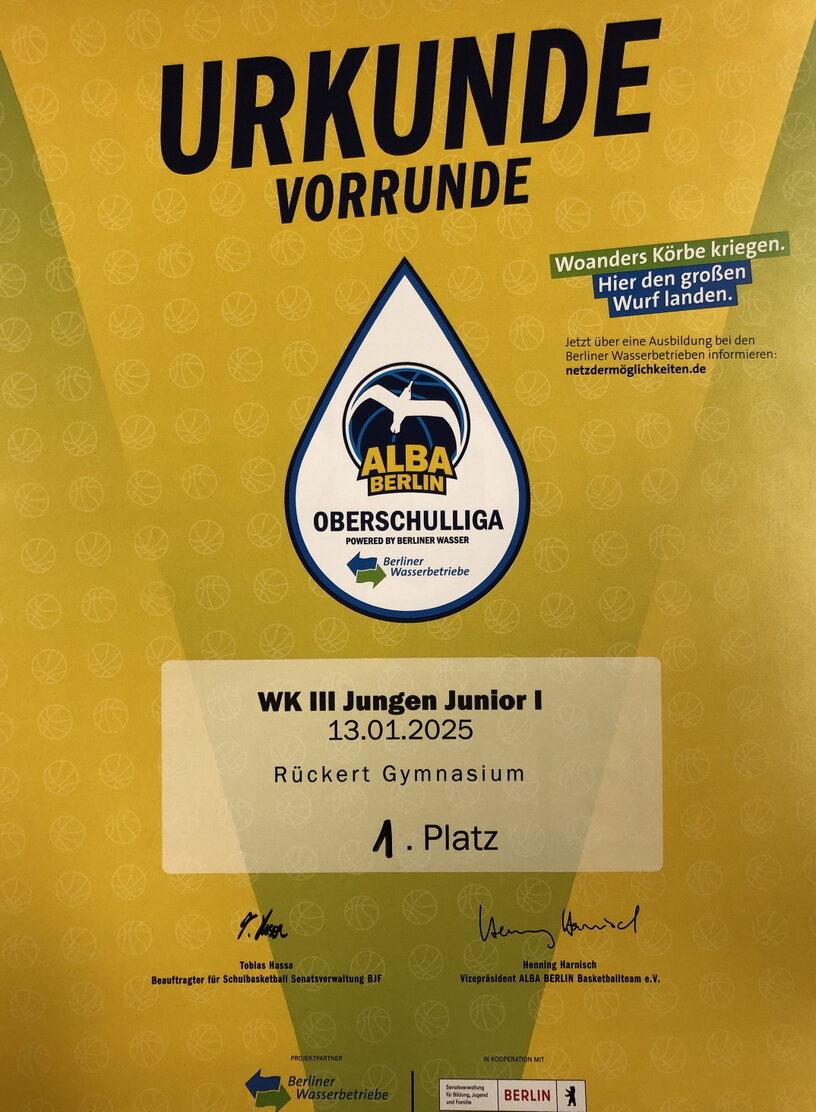 URKUNDE
VORRUNDE
Woanders Körbe kriegen.
Hier den großen
Wurf landen.
Jetzt über eine Ausbildung bei den
Berliner Wasserbetrieben informieren:
netzdermöglichkeiten.de
ALBA
BERLIN
OBERSCHULLIGA
POWERED BY BERLINER WASSER
Berliner
Wasserbetriebe
WK III Jungen Junior I
13.01.2025
Rückert Gymnasium
1. Platz
T. Hassa
Henning Harnisch
Tobias Hassa
Beauftragter für Schulbasketball Senatsverwaltung BJF
Henning Harnisch
Vizepräsident ALBA BERLIN Basketballteam e.V.
PROJEKTPARTNER
Berliner
Wasserbetriebe
IN KOOPERATION MIT
Senatsverwaltung
für Bildung, Jugend
und Familie
BERLIN